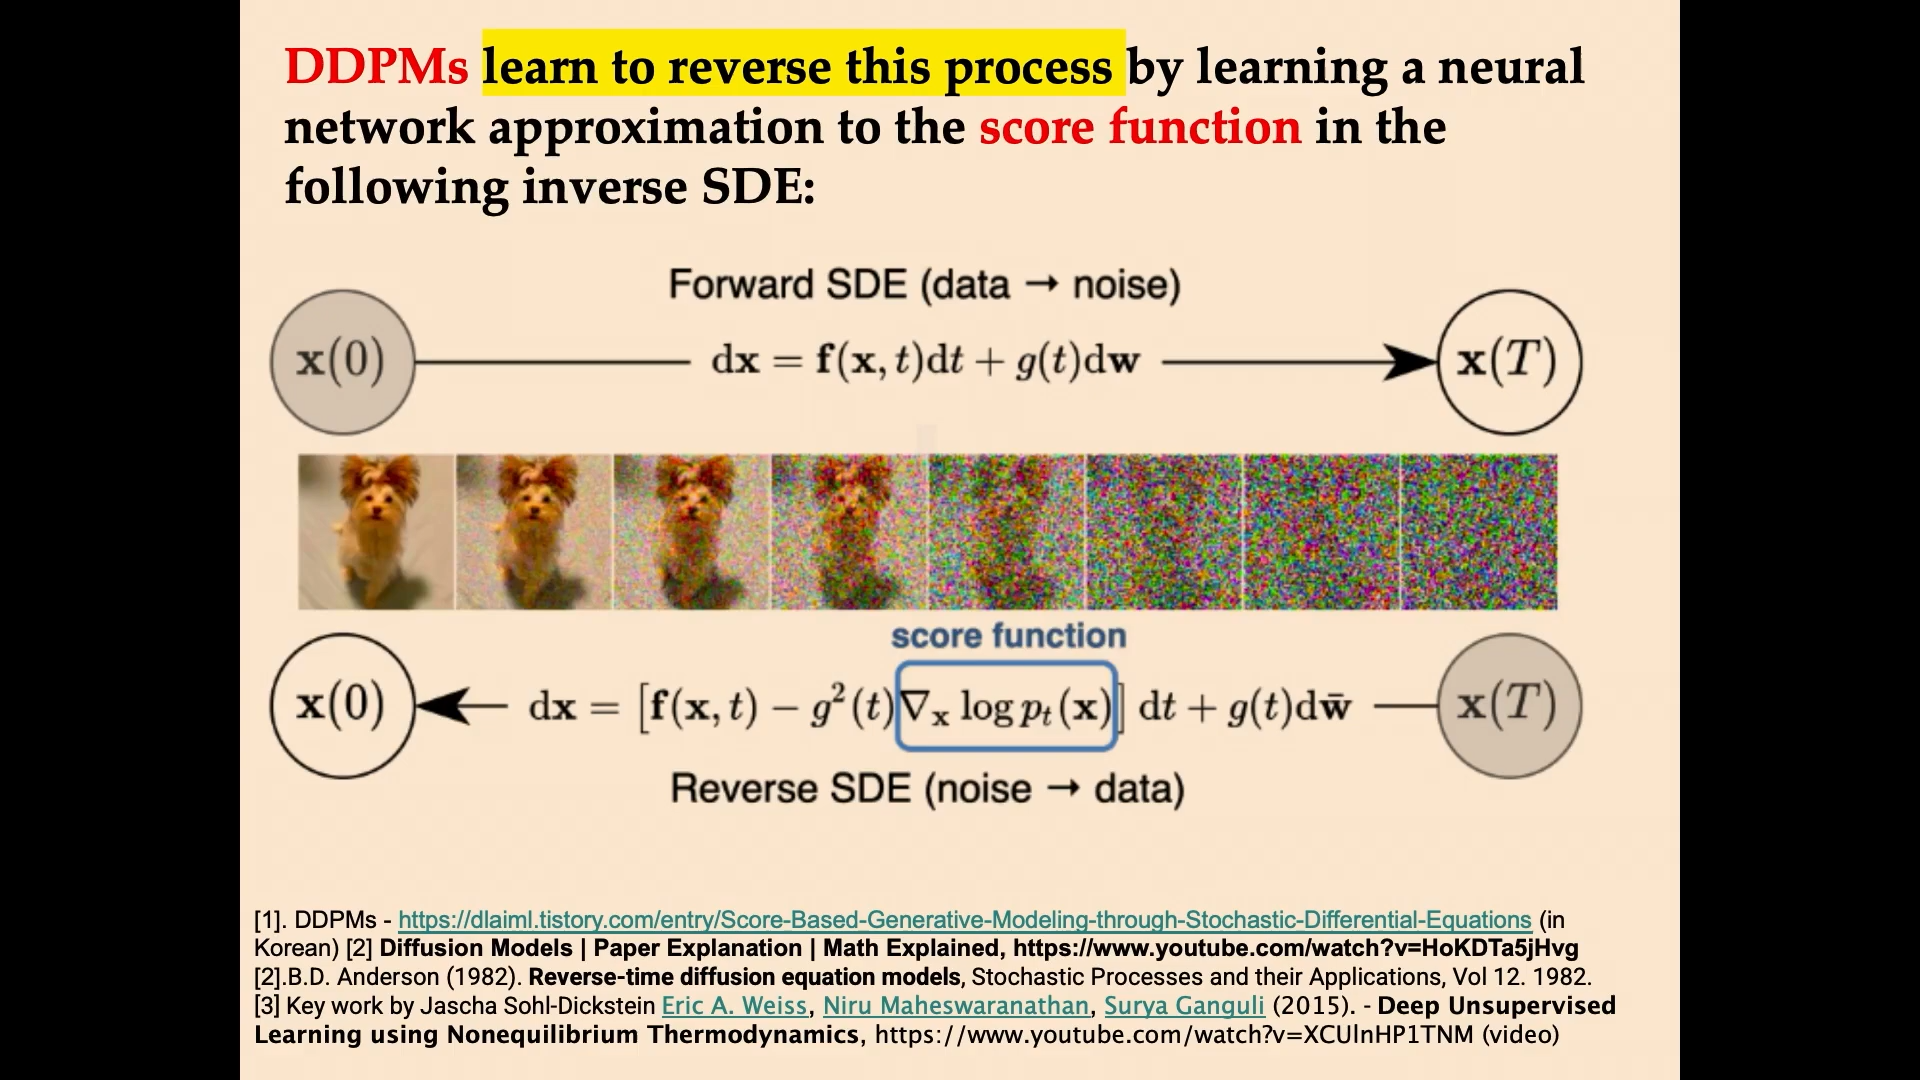 DDPMs learn to reverse this process by learning a neural
network approximation to the score function in the
following inverse SDE:
Forward SDE (data → noise)
x(0) dx = f(x, t)dt + g(t)dw x(T)
score function
x(0) dx = [f(x, t) − g²(t)∇ₓ log pₜ(x)] dt + g(t)dw̄ x(T)
Reverse SDE (noise → data)
[1]. DDPMs - https://dlaiml.tistory.com/entry/Score-Based-Generative-Modeling-through-Stochastic-Differential-Equations (in
Korean) [2] Diffusion Models | Paper Explanation | Math Explained, https://www.youtube.com/watch?v=HoKDTa5jHvg
[2].B.D. Anderson (1982). Reverse-time diffusion equation models, Stochastic Processes and their Applications, Vol 12. 1982.
[3] Key work by Jascha Sohl-Dickstein Eric A. Weiss, Niru Maheswaranathan, Surya Ganguli (2015). - Deep Unsupervised
Learning using Nonequilibrium Thermodynamics, https://www.youtube.com/watch?v=XCUlnHP1TNM (video)